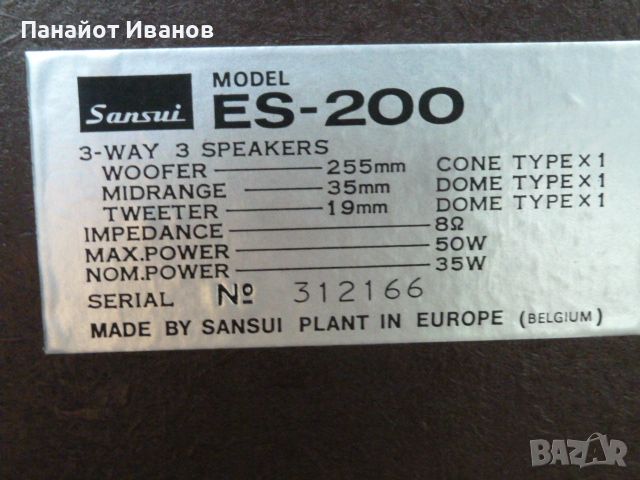 Панайот Иванов
Sansui
MODEL
ES-200
3-WAY 3 SPEAKERS
WOOFER 255mm CONE TYPE X 1
MIDRANGE 35mm DOME TYPE X 1
TWEETER 19mm DOME TYPE X 1
IMPEDANCE 8Ω
MAX.POWER 50W
NOM.POWER 35W
SERIAL № 312166
MADE BY SANSUI PLANT IN EUROPE (BELGIUM)
BAZAR